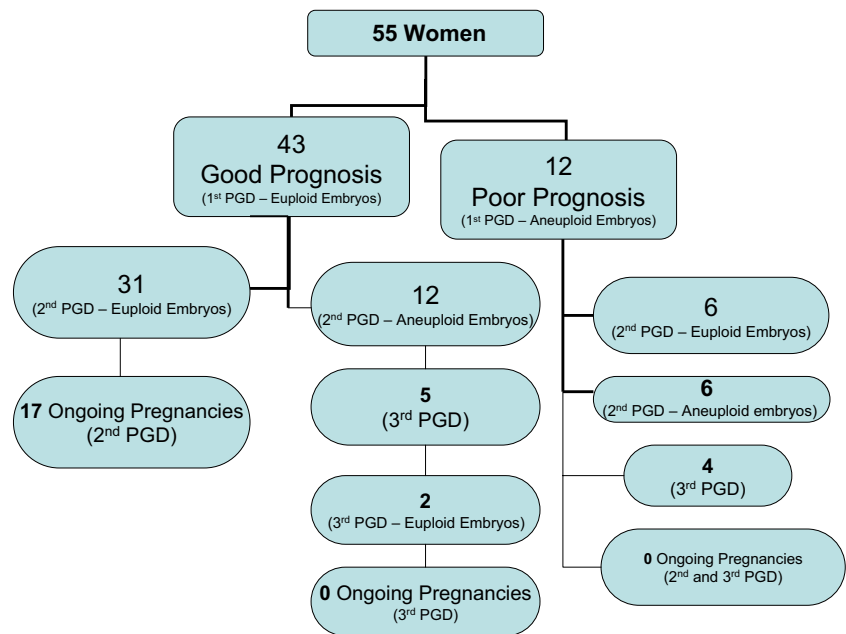 55 Women
43
Good Prognosis
(1st PGD – Euploid Embryos)
12
Poor Prognosis
(1st PGD – Aneuploid Embryos)
31
(2nd PGD – Euploid Embryos)
17 Ongoing Pregnancies
(2nd PGD)
12
(2nd PGD – Aneuploid Embryos)
5
(3rd PGD)
2
(3rd PGD – Euploid Embryos)
0 Ongoing Pregnancies
(3rd PGD)
6
(2nd PGD – Euploid Embryos)
6
(2nd PGD – Aneuploid embryos)
4
(3rd PGD)
0 Ongoing Pregnancies
(2nd and 3rd PGD)